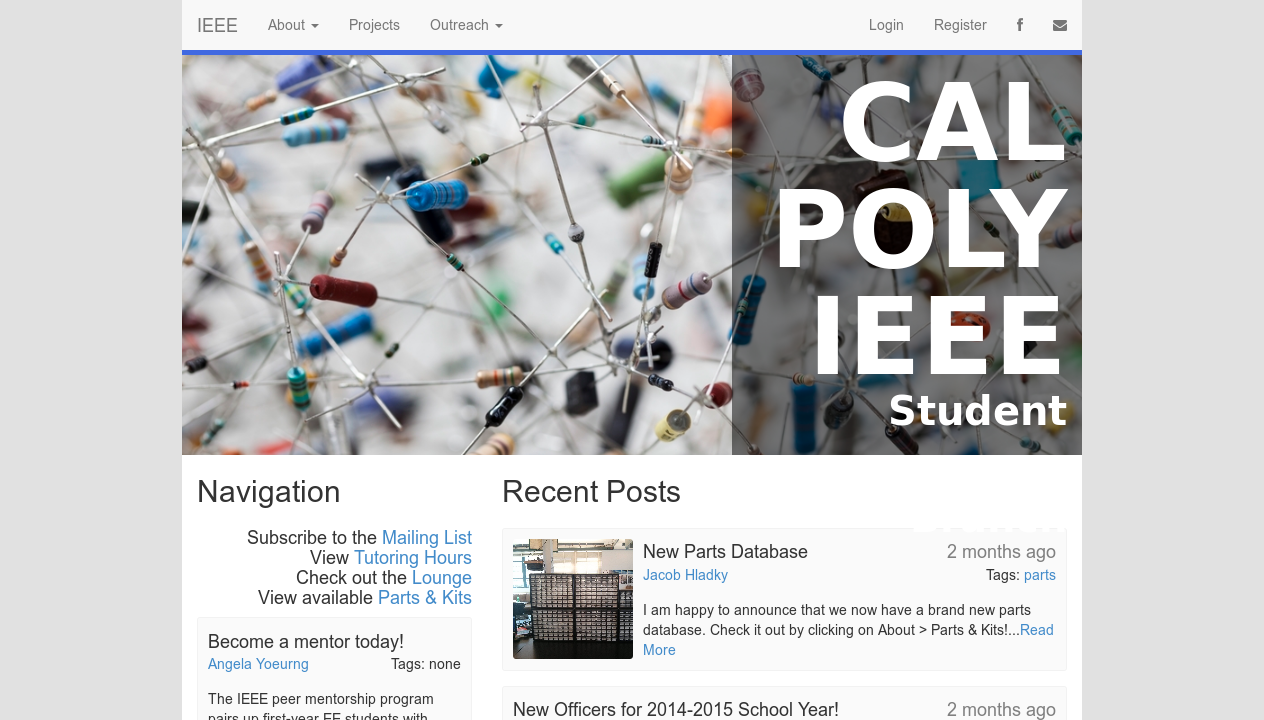 IEEE About Projects Outreach Login Register
CAL
POLY
IEEE
Student
Navigation
Subscribe to the Mailing List
View Tutoring Hours
Check out the Lounge
View available Parts & Kits
Become a mentor today!
Angela Yoeurng Tags: none
The IEEE peer mentorship program
pairs up first-year EE students with
Recent Posts
New Parts Database 2 months ago
Jacob Hladky Tags: parts
I am happy to announce that we now have a brand new parts
database. Check it out by clicking on About > Parts & Kits!...Read
More
New Officers for 2014-2015 School Year! 2 months ago